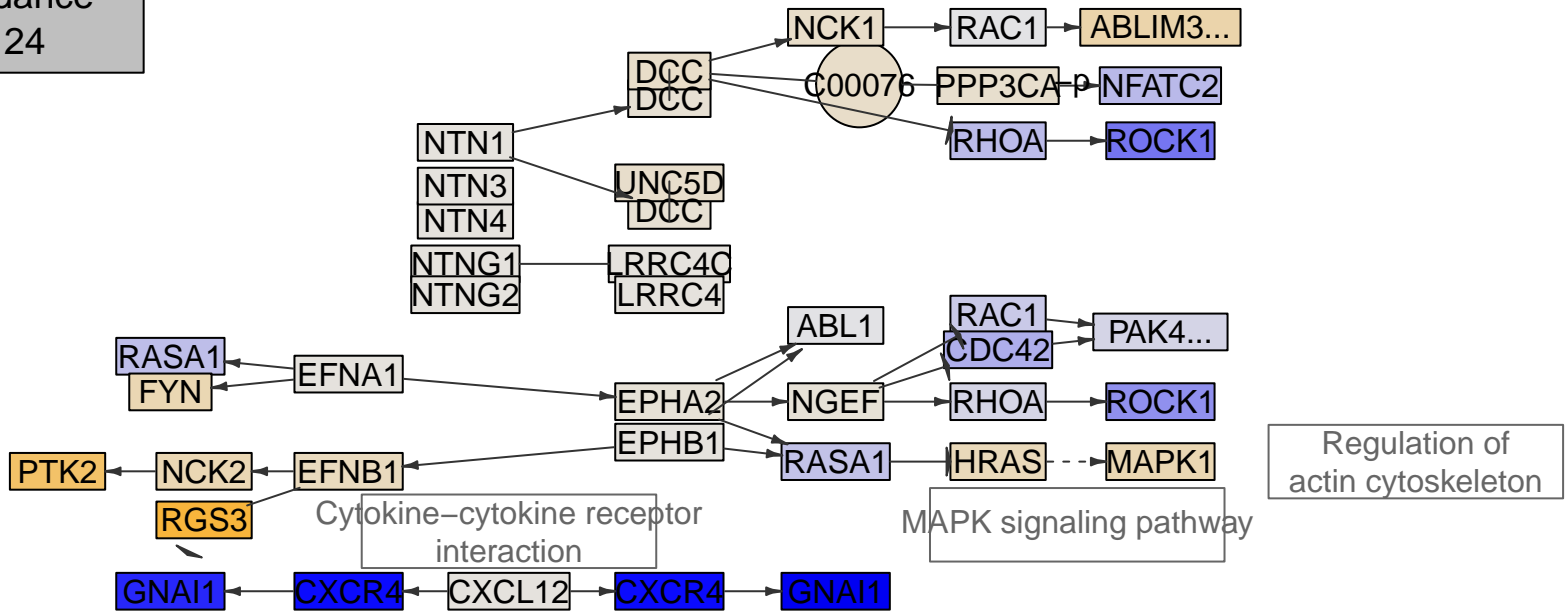 24
NCK1
RAC1
ABLIM3...
DCC
DCC
C00076
PPP3CA
+p
NFATC2
RHOA
ROCK1
NTN1
NTN3
NTN4
UNC5D
DCC
NTNG1
NTNG2
LRRC4C
LRRC4
ABL1
RAC1
CDC42
PAK4...
RASA1
FYN
EFNA1
EPHA2
EPHB1
NGEF
RHOA
ROCK1
PTK2
NCK2
EFNB1
RASA1
HRAS
MAPK1
RGS3
Cytokine−cytokine receptor
interaction
MAPK signaling pathway
Regulation of
actin cytoskeleton
GNAI1
CXCR4
CXCL12
CXCR4
GNAI1